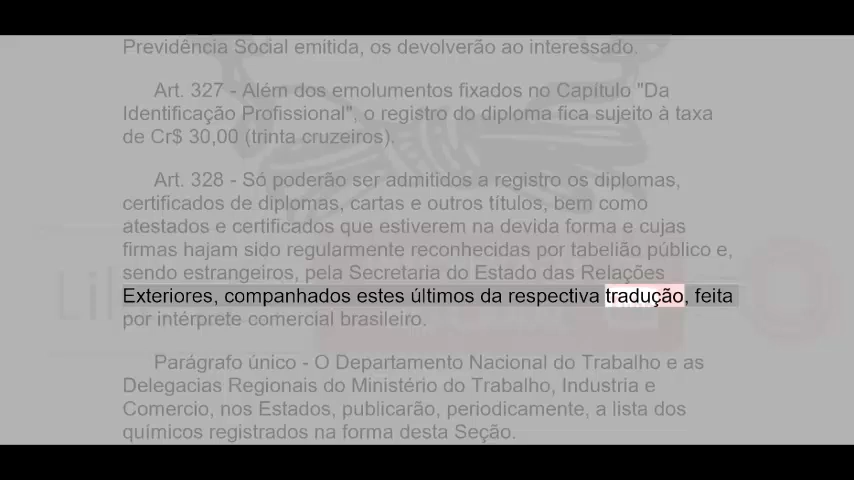 Previdência Social emitida, os devolverão ao interessado.
Art. 327 - Além dos emolumentos fixados no Capítulo "Da
Identificação Profissional", o registro do diploma fica sujeito à taxa
de Cr$ 30,00 (trinta cruzeiros).
Art. 328 - Só poderão ser admitidos a registro os diplomas,
certificados de diplomas, cartas e outros títulos, bem como
atestados e certificados que estiverem na devida forma e cujas
firmas hajam sido regularmente reconhecidas por tabelião público e,
sendo estrangeiros, pela Secretaria do Estado das Relações
Exteriores, companhados estes últimos da respectiva tradução, feita
por intérprete comercial brasileiro.
Parágrafo único - O Departamento Nacional do Trabalho e as
Delegacias Regionais do Ministério do Trabalho, Industria e
Comercio, nos Estados, publicarão, periodicamente, a lista dos
químicos registrados na forma desta Seção.